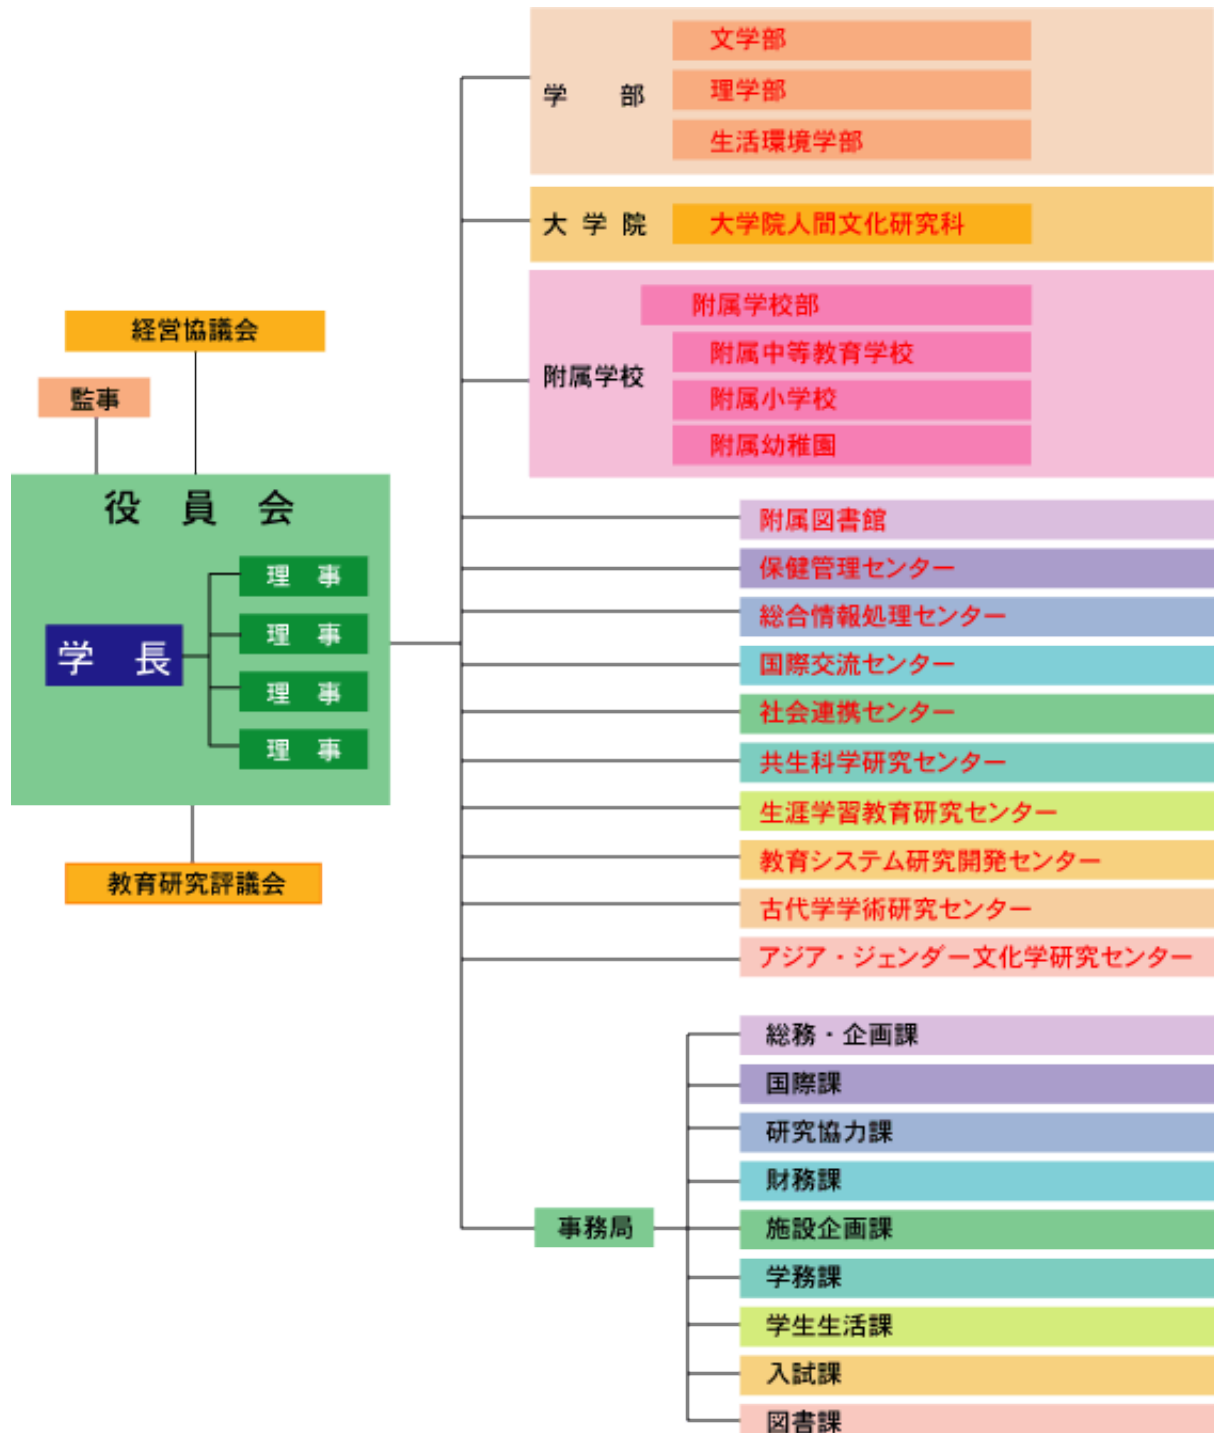 経営協議会
監事
役員会
学長
理事
理事
理事
理事
教育研究評議会
学部
文学部
理学部
生活環境学部
大学院
大学院人間文化研究科
附属学校
附属学校部
附属中等教育学校
附属小学校
附属幼稚園
附属図書館
保健管理センター
総合情報処理センター
国際交流センター
社会連携センター
共生科学研究センター
生涯学習教育研究センター
教育システム研究開発センター
古代学学術研究センター
アジア・ジェンダー文化学研究センター
事務局
総務・企画課
国際課
研究協力課
財務課
施設企画課
学務課
学生生活課
入試課
図書課